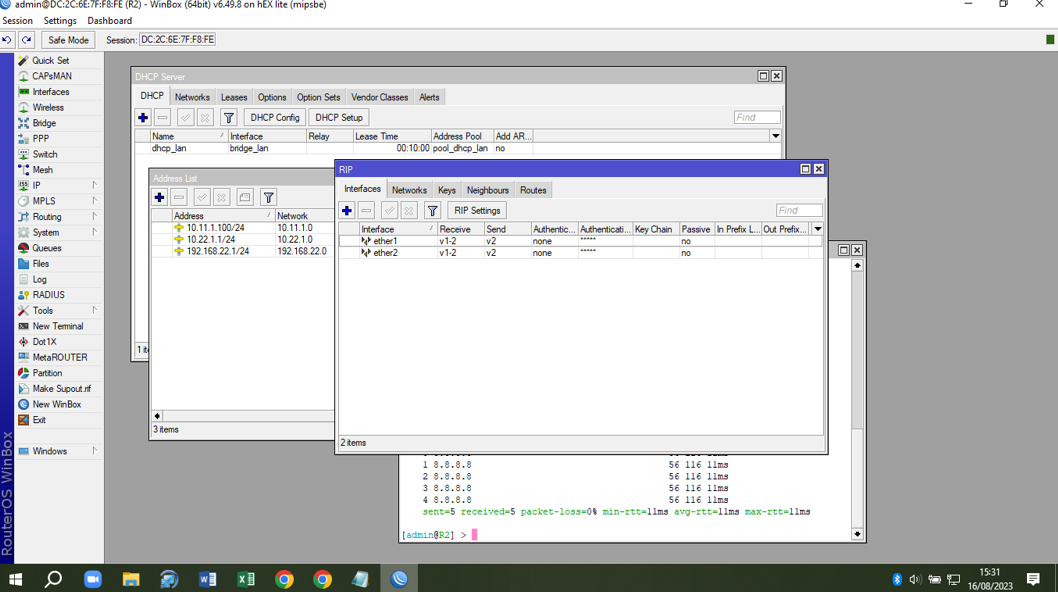 admin@DC:2C:6E:7F:F8:FE (R2) - WinBox (64bit) v6.49.8 on hEX lite (mipsbe)
Session Settings Dashboard
Safe Mode Session: DC:2C:6E:7F:F8:FE
Quick Set
CAPsMAN
Interfaces
Wireless
Bridge
PPP
Switch
Mesh
IP
MPLS
Routing
System
Queues
Files
Log
RADIUS
Tools
New Terminal
Dot1X
MetaROUTER
Partition
Make Supout.rif
New WinBox
Exit
Windows
RouterOS WinBox
DHCP Server
DHCP Networks Leases Options Option Sets Vendor Classes Alerts
DHCP Config DHCP Setup Find
Name Interface Relay Lease Time Address Pool Add AR...
dhcp_lan bridge_lan 00:10:00 pool_dhcp_lan no
Address List
Address Network
10.11.1.100/24 10.11.1.0
10.22.1.1/24 10.22.1.0
192.168.22.1/24 192.168.22.0
3 items
RIP
Interfaces Networks Keys Neighbours Routes
RIP Settings Find
Interface Receive Send Authentic... Authenticati... Key Chain Passive In Prefix L... Out Prefix...
ether1 v1-2 v2 none ***** no
ether2 v1-2 v2 none ***** no
2 items
1 8.8.8.8 56 116 11ms
2 8.8.8.8 56 116 11ms
3 8.8.8.8 56 116 11ms
4 8.8.8.8 56 116 11ms
sent=5 received=5 packet-loss=0% min-rtt=11ms avg-rtt=11ms max-rtt=11ms
[admin@R2] >
15:31
16/08/2023